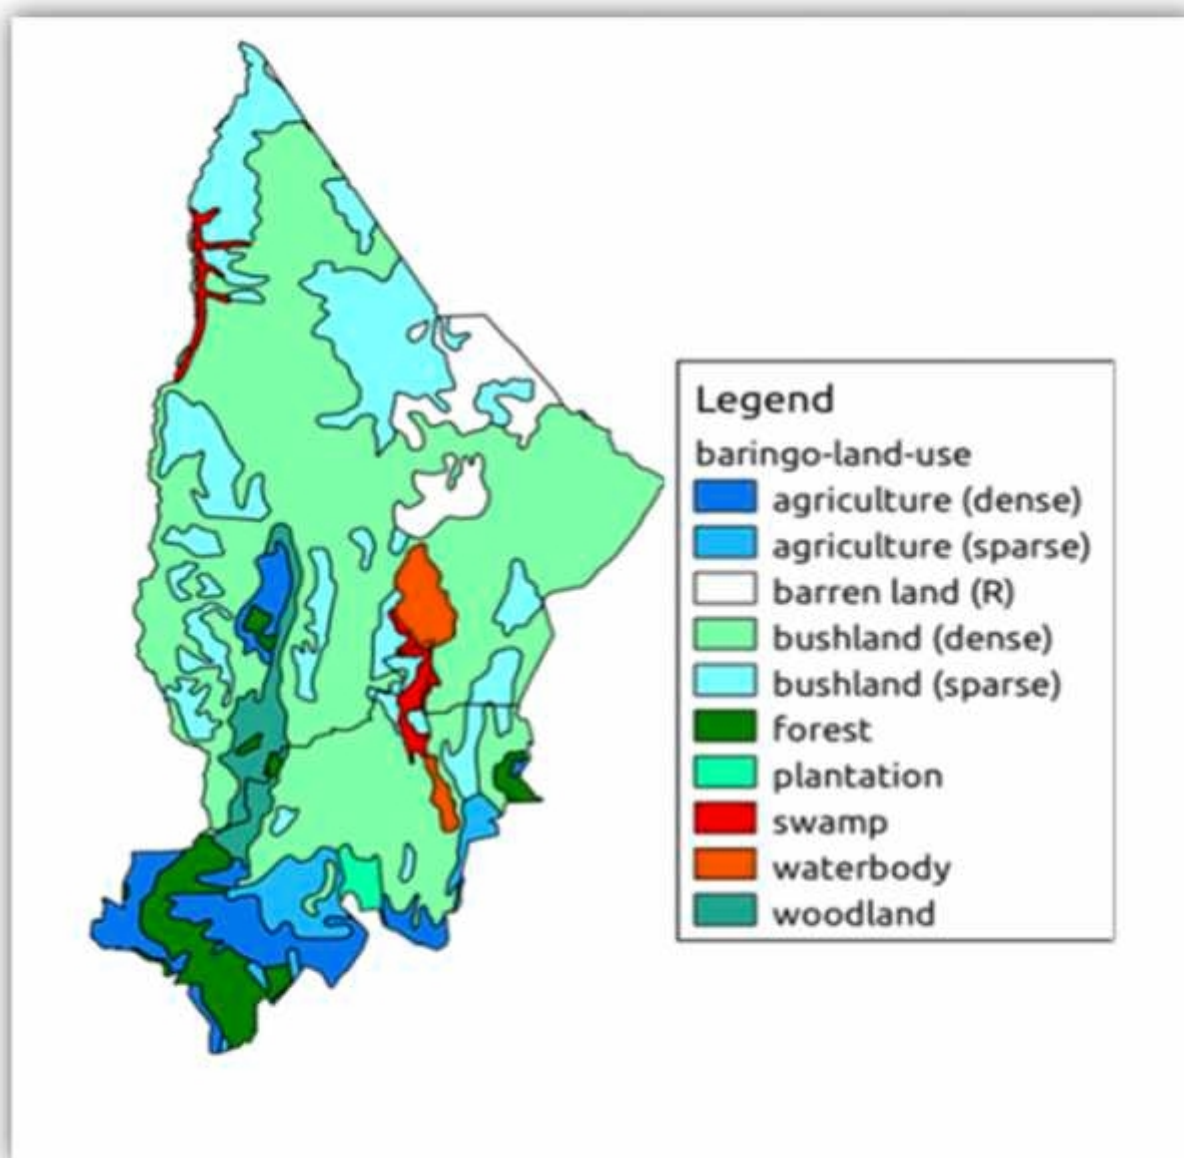 Legend
baringo-land-use
agriculture (dense)
agriculture (sparse)
barren land (R)
bushland (dense)
bushland (sparse)
forest
plantation
swamp
waterbody
woodland